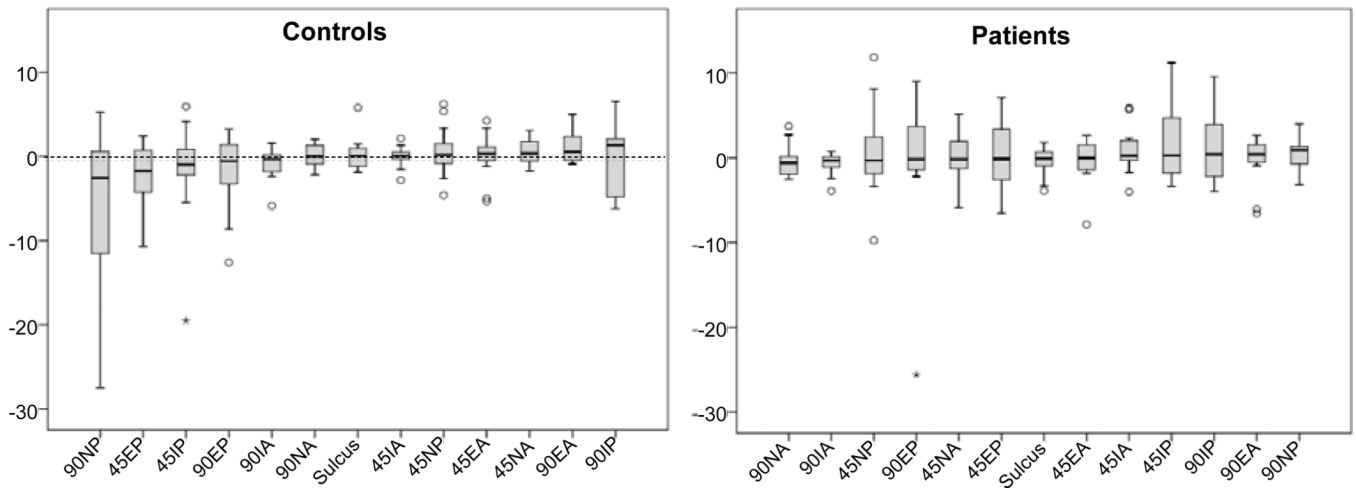 Controls
10
0
-10
-20
-30
90NP 45EP 45IP 90EP 90IA 90NA Sulcus 45IA 45NP 45EA 45NA 90EA 90IP
Patients
10
0
-10
-20
-30
90NA 90IA 45NP 90EP 45NA 45EP Sulcus 45EA 45IA 45IP 90IP 90EA 90NP